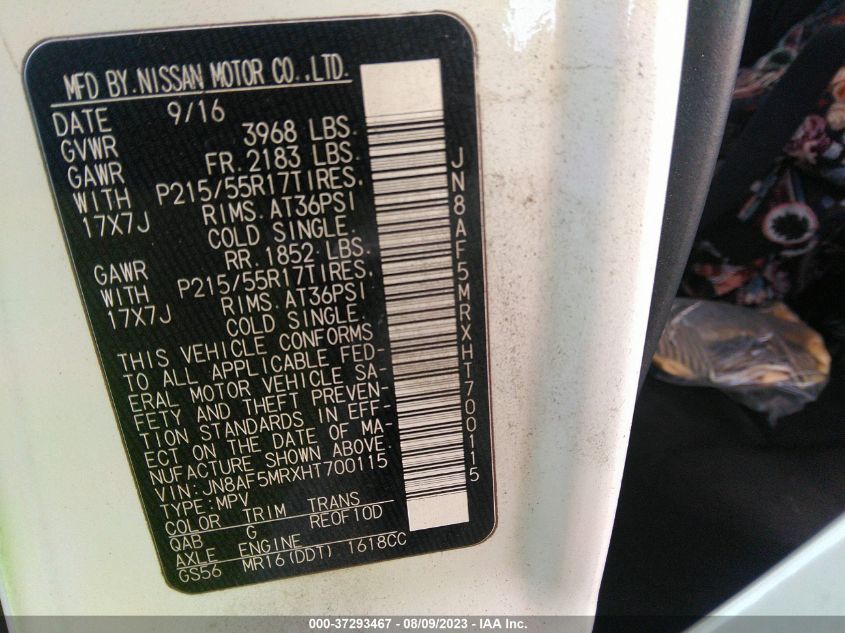 MFD BY.NISSAN MOTOR CO.,LTD.
DATE 9/16
GVWR 3968 LBS.
GAWR FR. 2183 LBS.
WITH P215/55R17TIRES.
17X7J RIMS. AT36PSI
COLD SINGLE.
GAWR RR. 1852 LBS.
WITH P215/55R17TIRES.
17X7J RIMS. AT36PSI
COLD SINGLE.
THIS VEHICLE CONFORMS
TO ALL APPLICABLE FED-
ERAL MOTOR VEHICLE SA-
FETY AND THEFT PREVEN-
TION STANDARDS IN EFF-
ECT ON THE DATE OF MA-
NUFACTURE SHOWN ABOVE.
VIN:JN8AF5MRXHT700115
TYPE:MPV
COLOR TRIM TRANS
QAB G RE0F10D
AXLE ENGINE
GS56 MR16(DDT) 1618CC
JN8AF5MRXHT700115
000-37293467 - 08/09/2023 - IAA Inc.